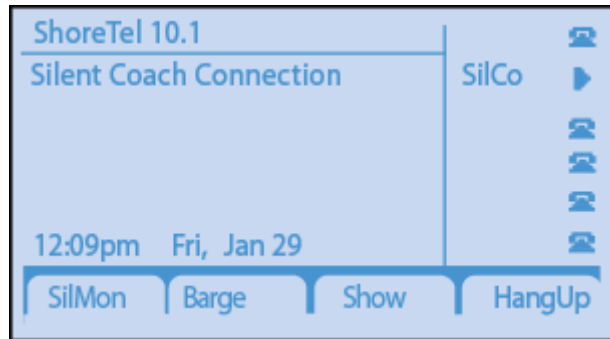 ShoreTel 10.1
Silent Coach Connection
SilCo
12:09pm Fri, Jan 29
SilMon Barge Show HangUp